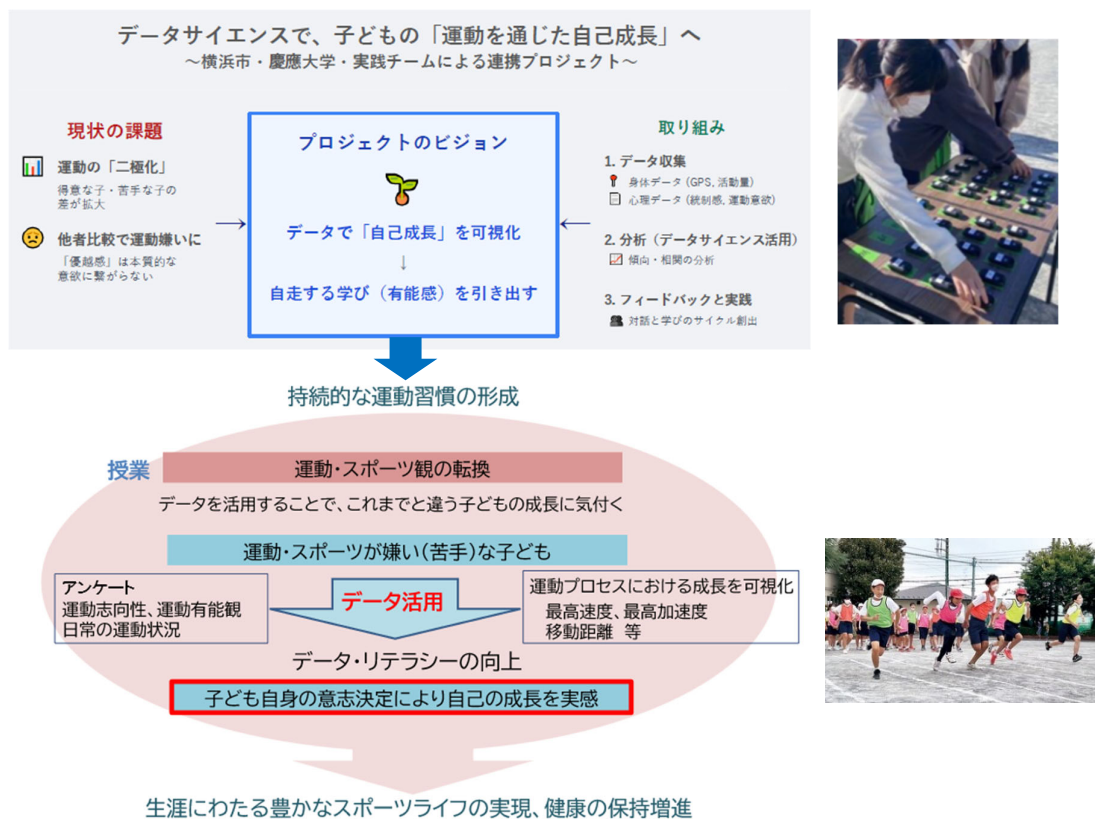 データサイエンスで、子どもの「運動を通じた自己成長」へ
～横浜市・慶應大学・実践チームによる連携プロジェクト～
現状の課題
運動の「二極化」
得意な子・苦手な子の
差が拡大
他者比較で運動嫌いに
「優越感」は本質的な
意欲に繋がらない
プロジェクトのビジョン
データで「自己成長」を可視化
↓
自走する学び（有能感）を引き出す
取り組み
1. データ収集
身体データ (GPS, 活動量)
心理データ (統制感, 運動意欲)
2. 分析（データサイエンス活用）
傾向・相関の分析
3. フィードバックと実践
対話と学びのサイクル創出
持続的な運動習慣の形成
授業
運動・スポーツ観の転換
データを活用することで、これまでと違う子どもの成長に気付く
運動・スポーツが嫌い(苦手)な子ども
アンケート
運動志向性、運動有能観
日常の運動状況
データ活用
運動プロセスにおける成長を可視化
最高速度、最高加速度
移動距離 等
データ・リテラシーの向上
子ども自身の意志決定により自己の成長を実感
生涯にわたる豊かなスポーツライフの実現、健康の保持増進